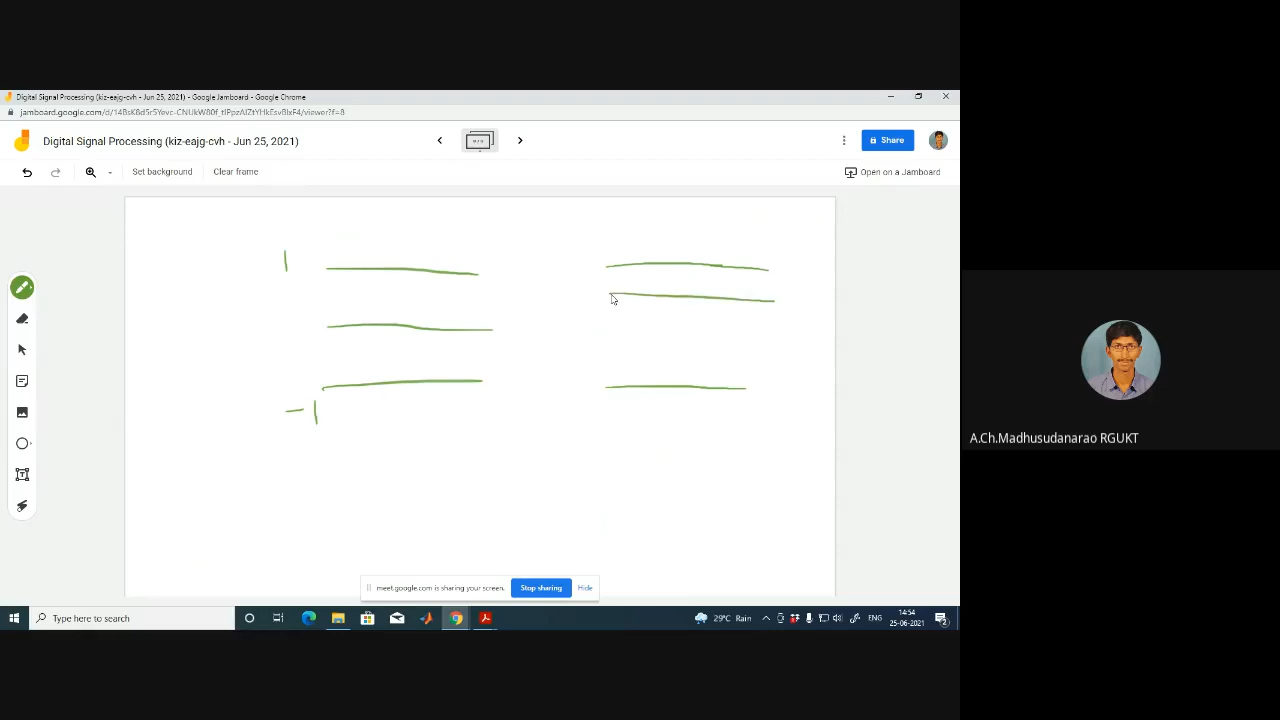 Digital Signal Processing (kiz-eajg-cvh - Jun 25, 2021) - Google Jamboard - Google Chrome
Digital Signal Processing (kiz-eajg-cvh - Jun 25, 2021)
Share
Set background
Clear frame
Open on a Jamboard
1
-1
A.Ch.Madhusudanarao RGUKT
meet.google.com is sharing your screen.
Stop sharing
Hide
Type here to search
29°C Rain
ENG
14:54
25-06-2021